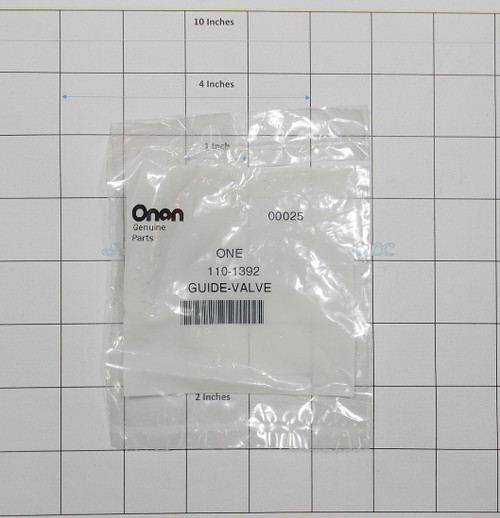 10 Inches
4 Inches
1 Inch
Onan 00025
Genuine
Parts
ONE
110-1392
GUIDE-VALVE
2 Inches